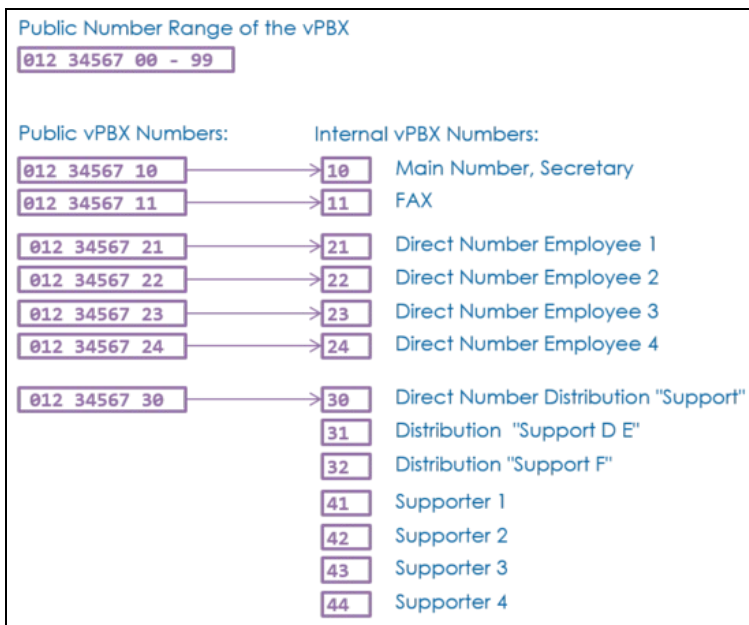 Public Number Range of the vPBX
012 34567 00 - 99
Public vPBX Numbers: Internal vPBX Numbers:
012 34567 10 10 Main Number, Secretary
012 34567 11 11 FAX
012 34567 21 21 Direct Number Employee 1
012 34567 22 22 Direct Number Employee 2
012 34567 23 23 Direct Number Employee 3
012 34567 24 24 Direct Number Employee 4
012 34567 30 30 Direct Number Distribution "Support"
31 Distribution "Support D E"
32 Distribution "Support F"
41 Supporter 1
42 Supporter 2
43 Supporter 3
44 Supporter 4